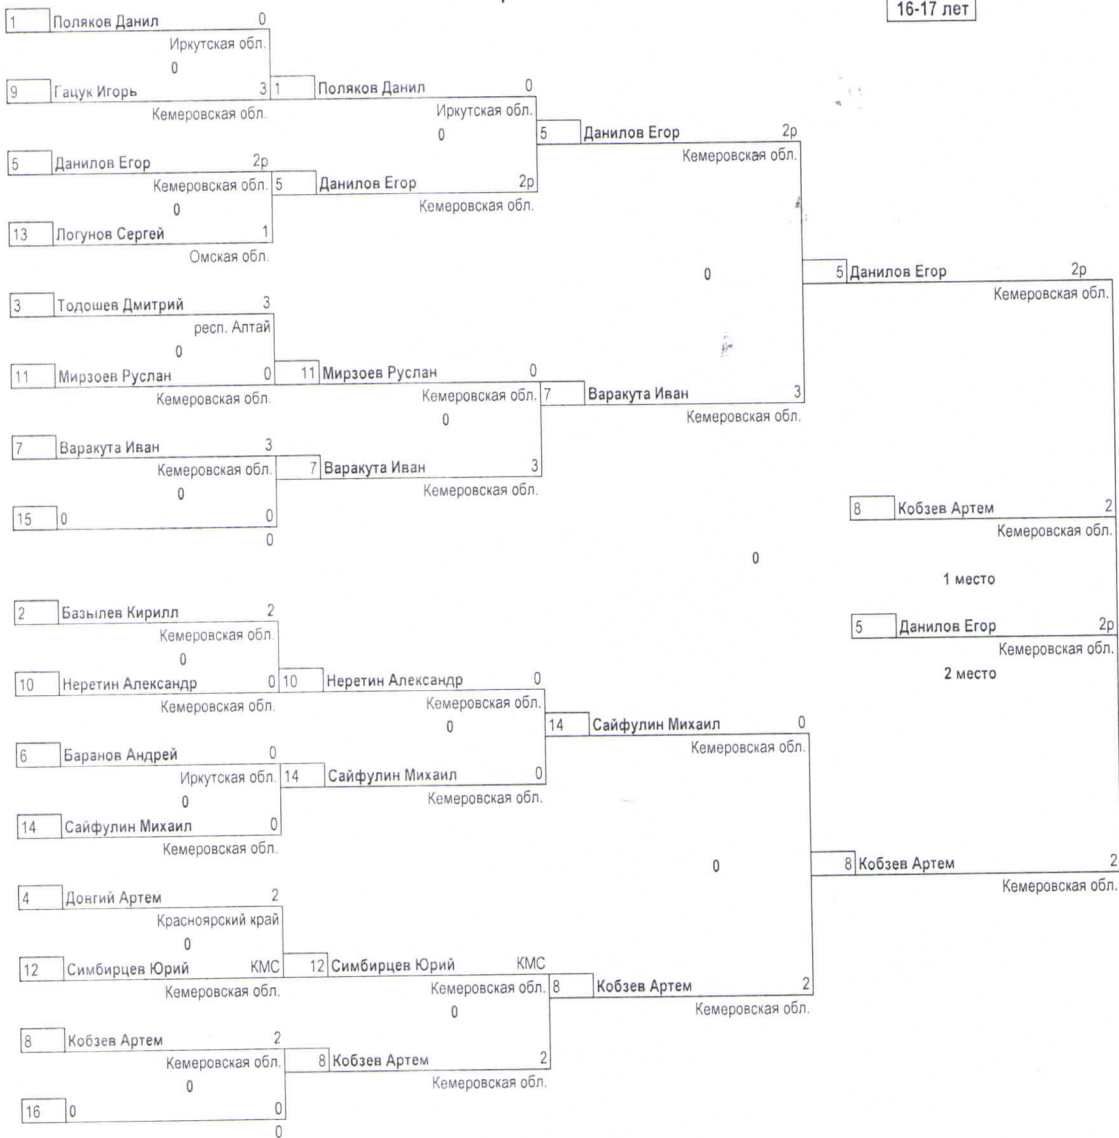 16-17 лет
1 Поляков Данил 0
Иркутская обл.
0
9 Гацук Игорь 3
Кемеровская обл.
1 Поляков Данил 0
Иркутская обл.
0
5 Данилов Егор 2р
Кемеровская обл.
5 Данилов Егор 2р
Кемеровская обл.
0
5 Данилов Егор 2р
Кемеровская обл.
13 Логунов Сергей 1
Омская обл.
0
5 Данилов Егор 2р
Кемеровская обл.
3 Тодошев Дмитрий 3
респ. Алтай
0
11 Мирзоев Руслан 0
Кемеровская обл.
11 Мирзоев Руслан 0
Кемеровская обл.
0
7 Варакута Иван 3
Кемеровская обл.
7 Варакута Иван 3
Кемеровская обл.
0
7 Варакута Иван 3
Кемеровская обл.
15 0 0
0
8 Кобзев Артем 2
Кемеровская обл.
0
1 место
2 Базылев Кирилл 2
Кемеровская обл.
0
5 Данилов Егор 2р
Кемеровская обл.
2 место
10 Неретин Александр 0
Кемеровская обл.
10 Неретин Александр 0
Кемеровская обл.
0
14 Сайфулин Михаил 0
Кемеровская обл.
6 Баранов Андрей 0
Иркутская обл.
0
14 Сайфулин Михаил 0
Кемеровская обл.
14 Сайфулин Михаил 0
Кемеровская обл.
0
8 Кобзев Артем 2
Кемеровская обл.
4 Довгий Артем 2
Красноярский край
0
12 Симбирцев Юрий КМС
Кемеровская обл.
12 Симбирцев Юрий КМС
Кемеровская обл.
0
8 Кобзев Артем 2
Кемеровская обл.
8 Кобзев Артем 2
Кемеровская обл.
0
8 Кобзев Артем 2
Кемеровская обл.
16 0 0
0